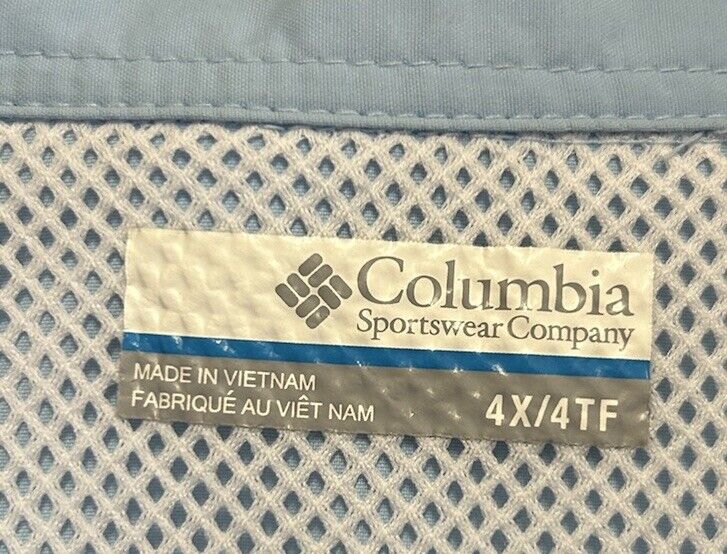 Columbia
Sportswear Company
MADE IN VIETNAM
FABRIQUÉ AU VIÊT NAM
4X/4TF